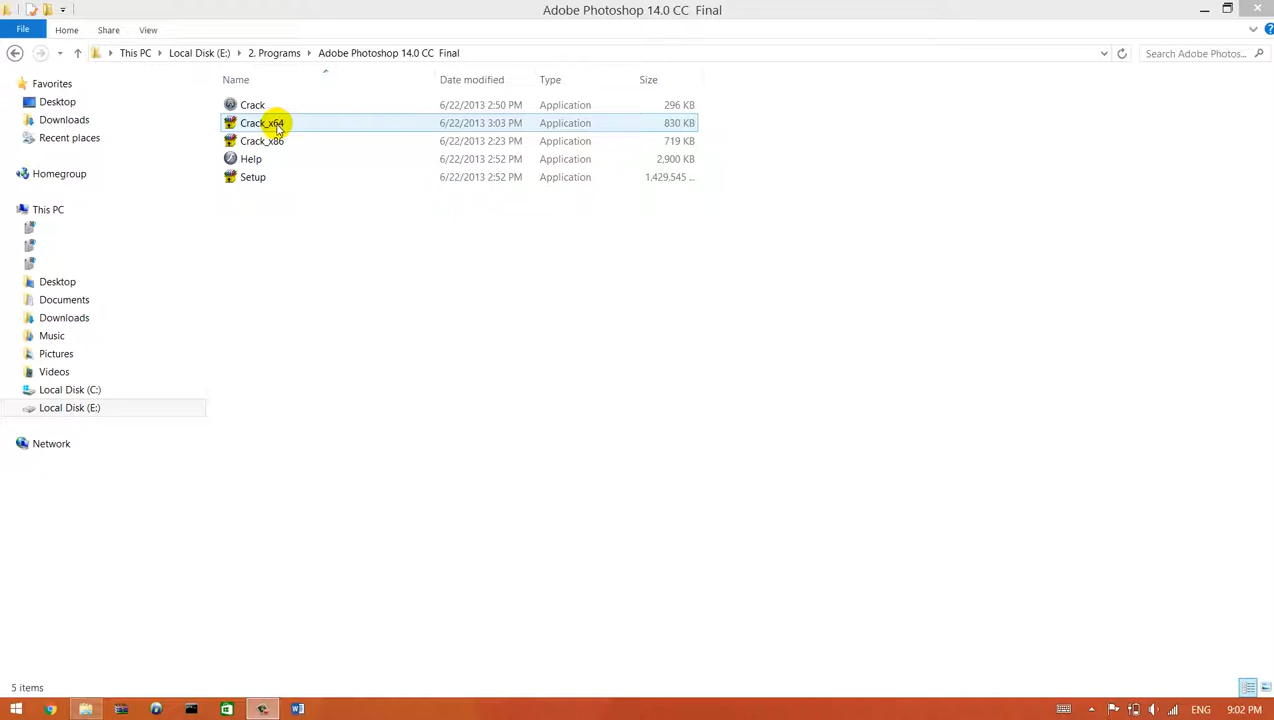 Adobe Photoshop 14.0 CC Final
File Home Share View
This PC Local Disk (E:) 2. Programs Adobe Photoshop 14.0 CC Final Search Adobe Photos...
Name Date modified Type Size
Crack 6/22/2013 2:50 PM Application 296 KB
Crack_x64 6/22/2013 3:03 PM Application 830 KB
Crack_x86 6/22/2013 2:23 PM Application 719 KB
Help 6/22/2013 2:52 PM Application 2,900 KB
Setup 6/22/2013 2:52 PM Application 1,429,545 ...
Favorites
Desktop
Downloads
Recent places
Homegroup
This PC
Desktop
Documents
Downloads
Music
Pictures
Videos
Local Disk (C:)
Local Disk (E:)
Network
5 items
ENG 9:02 PM